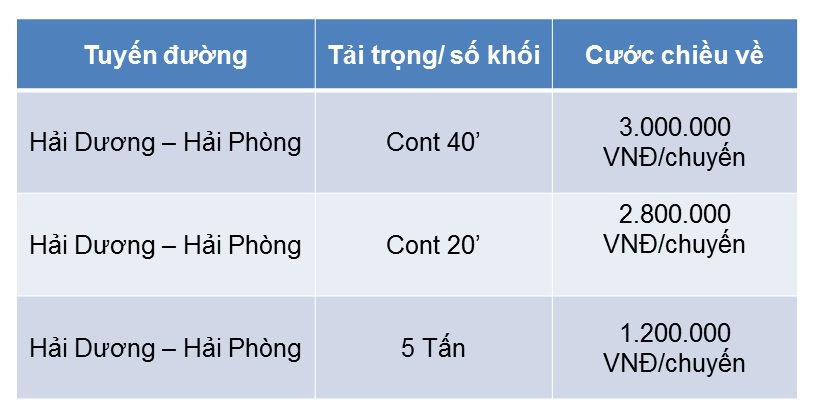 Tuyến đường
Tải trọng/ số khối
Cước chiều về
Hải Dương – Hải Phòng
Cont 40’
3.000.000
VNĐ/chuyến
Hải Dương – Hải Phòng
Cont 20’
2.800.000
VNĐ/chuyến
Hải Dương – Hải Phòng
5 Tấn
1.200.000
VNĐ/chuyến